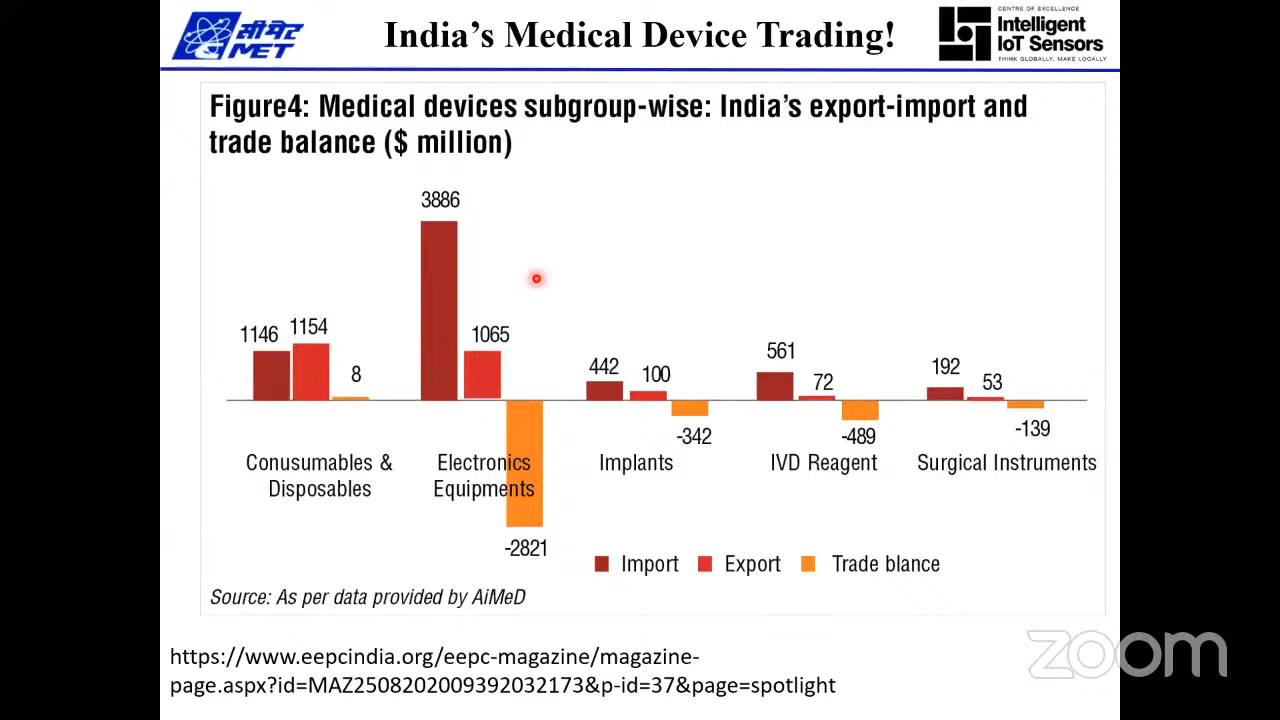 सीमेट
C-MET
India's Medical Device Trading!
CENTRE OF EXCELLENCE
Intelligent
IoT Sensors
THINK GLOBALLY, MAKE LOCALLY
Figure4: Medical devices subgroup-wise: India's export-import and
trade balance ($ million)
3886
1146
1154
8
1065
442
100
561
72
192
53
-342
-489
-139
Conusumables &
Disposables
Electronics
Equipments
Implants
IVD Reagent
Surgical Instruments
-2821
Import
Export
Trade blance
Source: As per data provided by AiMeD
https://www.eepcindia.org/eepc-magazine/magazine-
page.aspx?id=MAZ2508202009392032173&p-id=37&page=spotlight
zoom